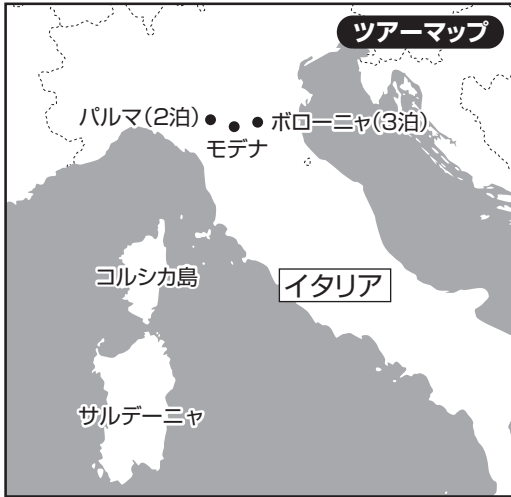 ツアーマップ
パルマ(2泊)
ボローニャ(3泊)
モデナ
コルシカ島
イタリア
サルデーニャ